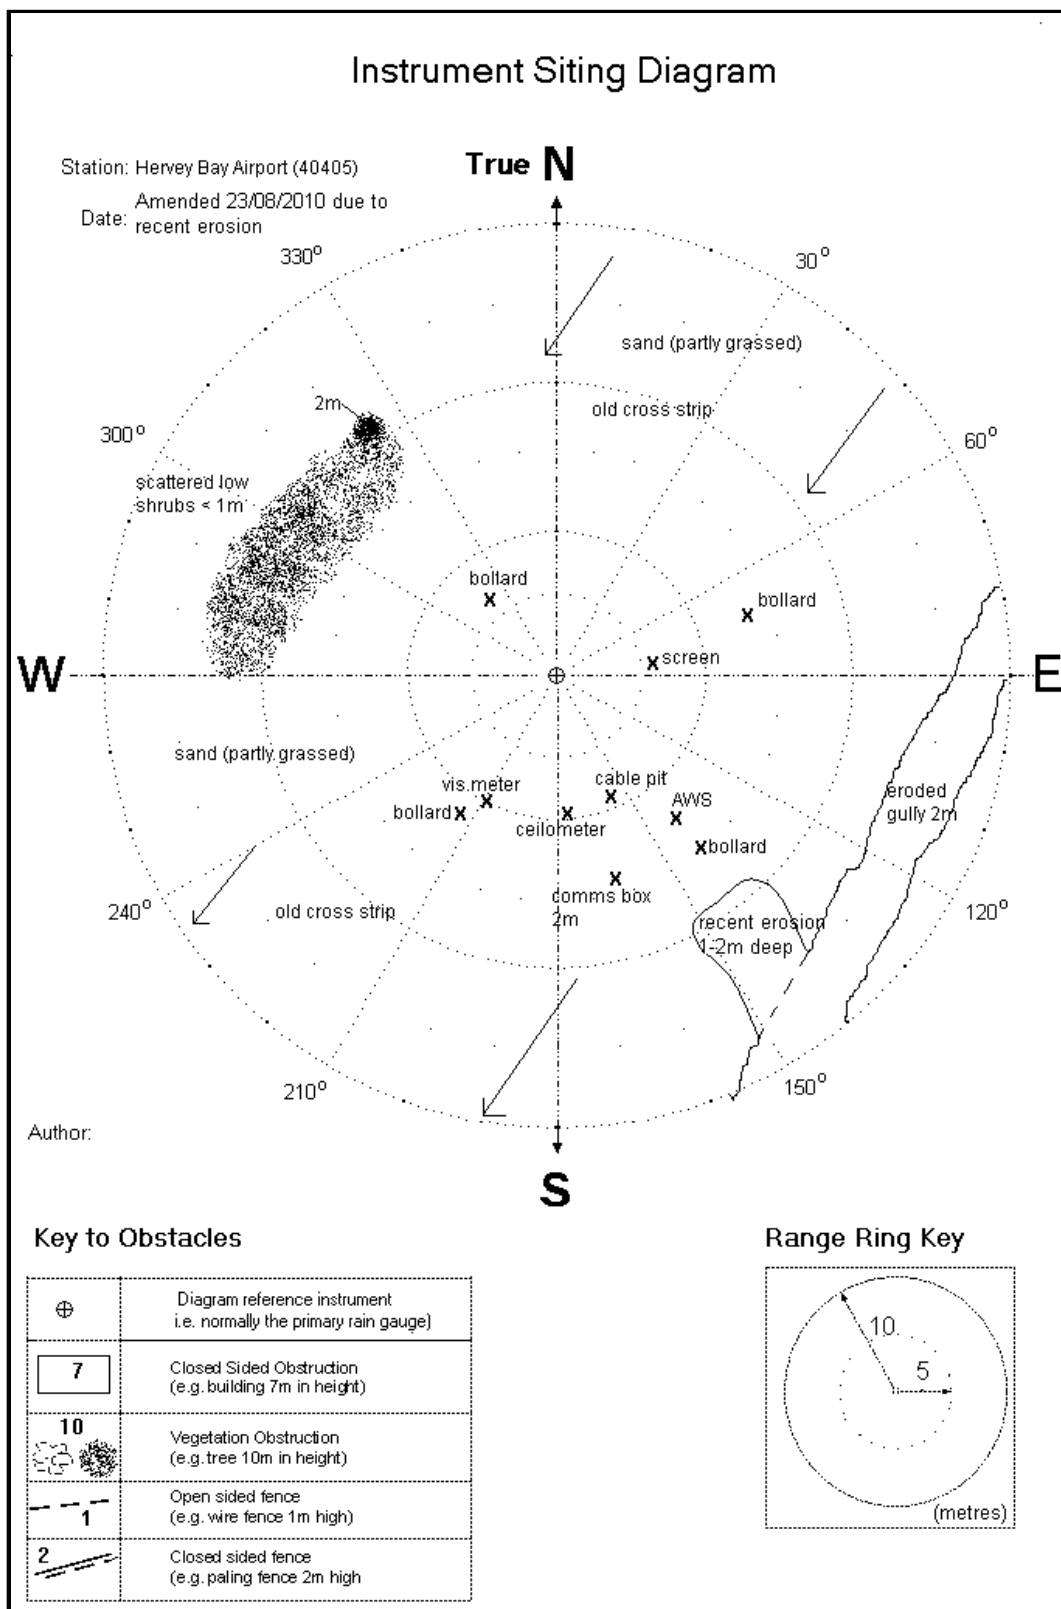 Instrument Siting Diagram
Station: Hervey Bay Airport (40405)
True N
Date: Amended 23/08/2010 due to
recent erosion
330°
30°
sand (partly grassed)
2m
old cross strip
300°
60°
scattered low
shrubs < 1m
bollard
bollard
screen
W
E
sand (partly grassed)
vis.meter
cable pit
eroded
gully 2m
bollard
AWS
ceilometer
bollard
comms box
2m
240°
old cross strip
120°
recent erosion
1-2m deep
210°
150°
Author:
S
Key to Obstacles
Range Ring Key
Diagram reference instrument
i.e. normally the primary rain gauge)
7
Closed Sided Obstruction
(e.g. building 7m in height)
10
Vegetation Obstruction
(e.g. tree 10m in height)
1
Open sided fence
(e.g. wire fence 1m high)
2
Closed sided fence
(e.g. paling fence 2m high
10
5
(metres)